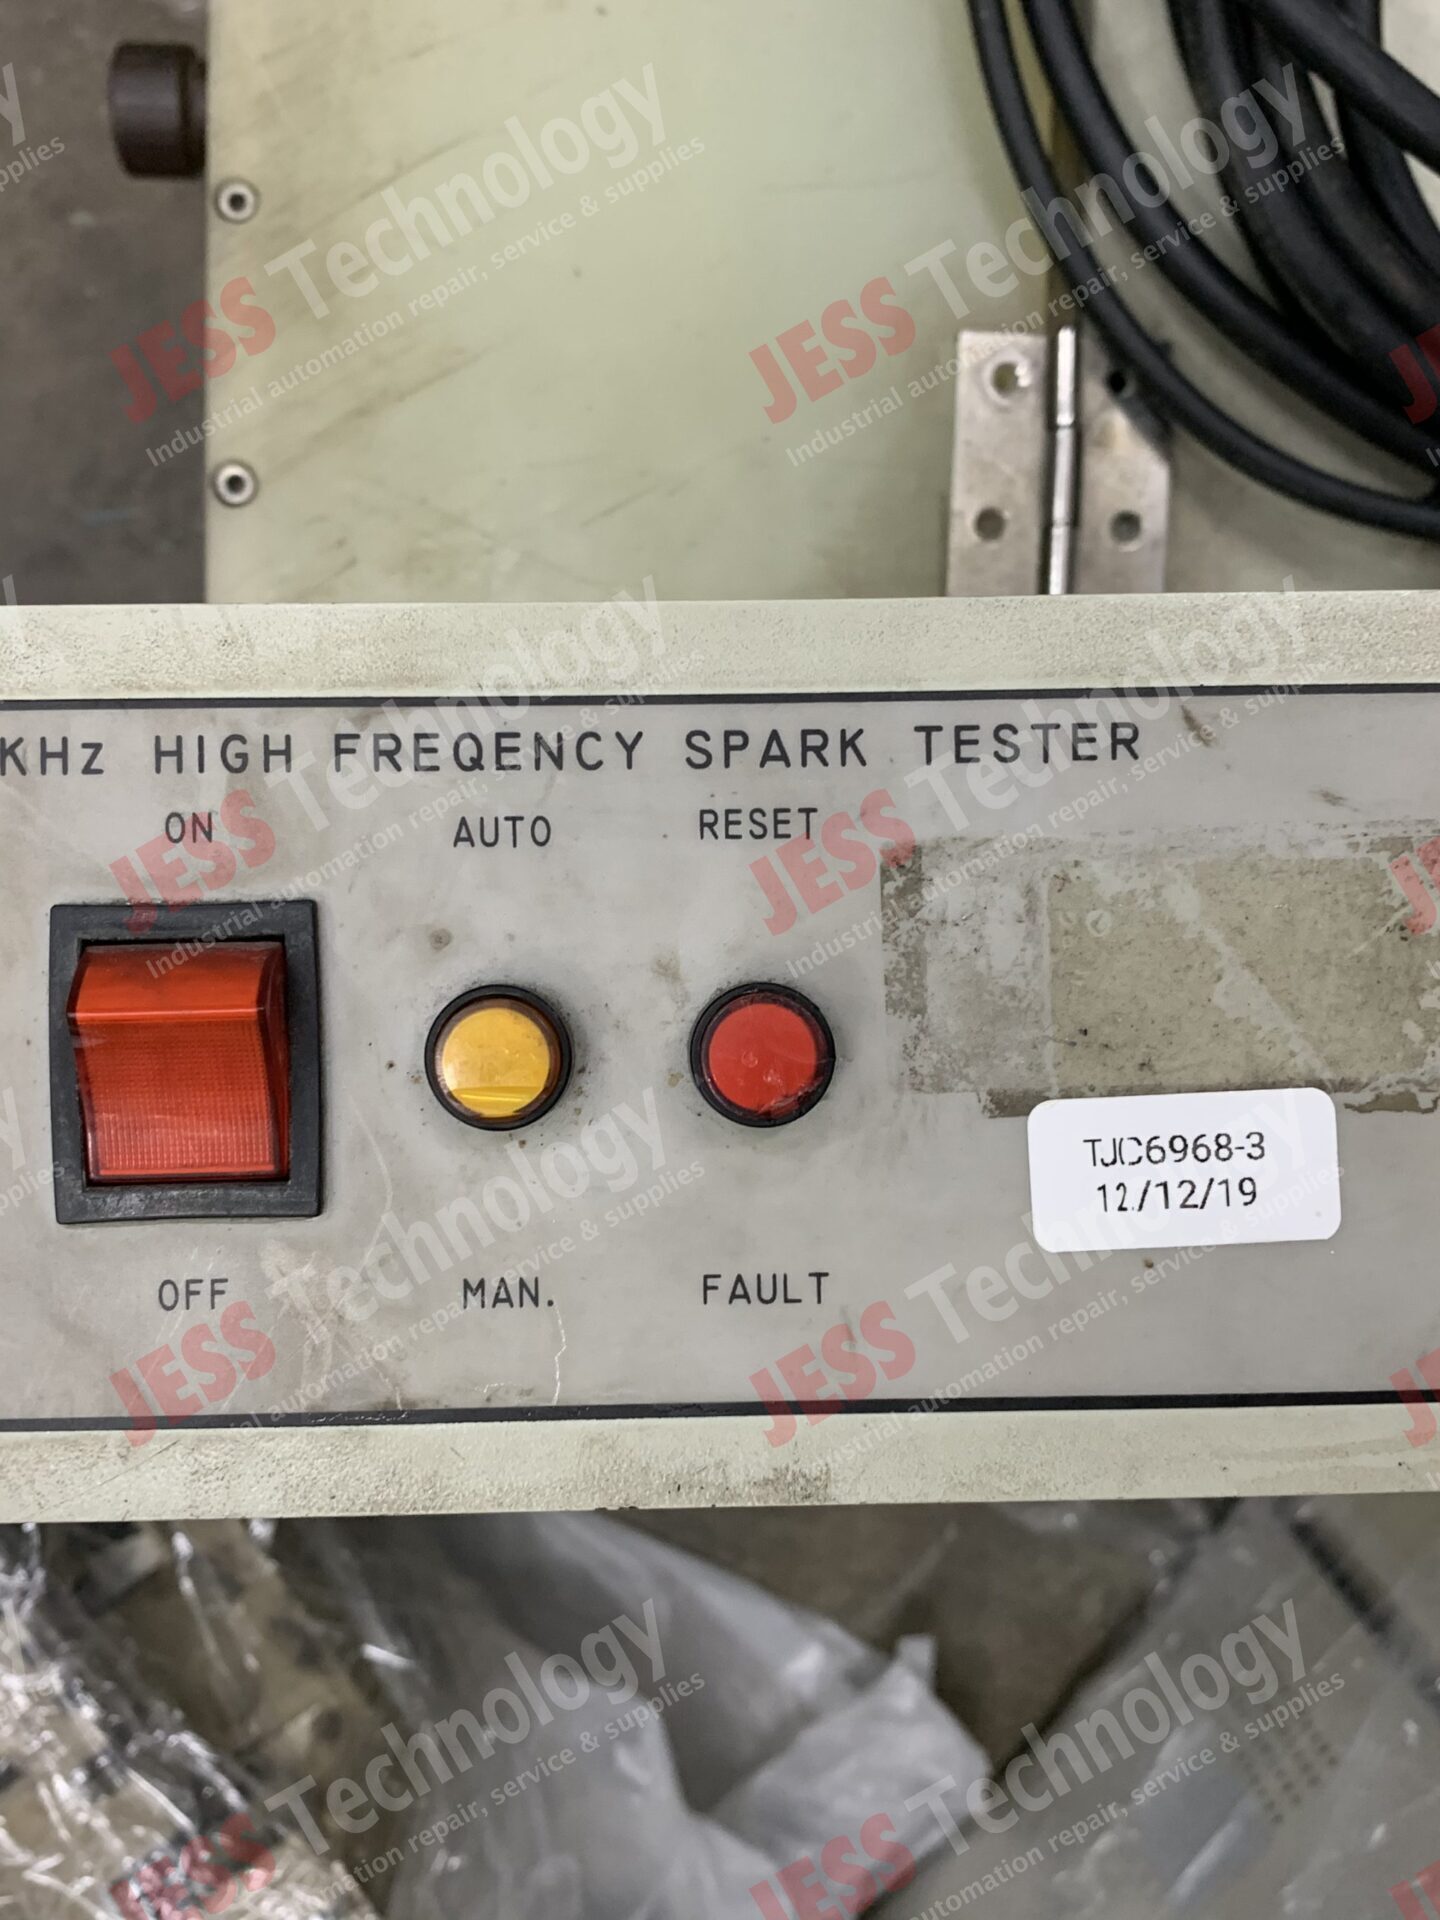 KHz HIGH FREQENCY SPARK TESTER
ON AUTO RESET
TJC6968-3
12/12/19
OFF MAN. FAULT
JESS Technology
Industrial automation repair, service & supplies